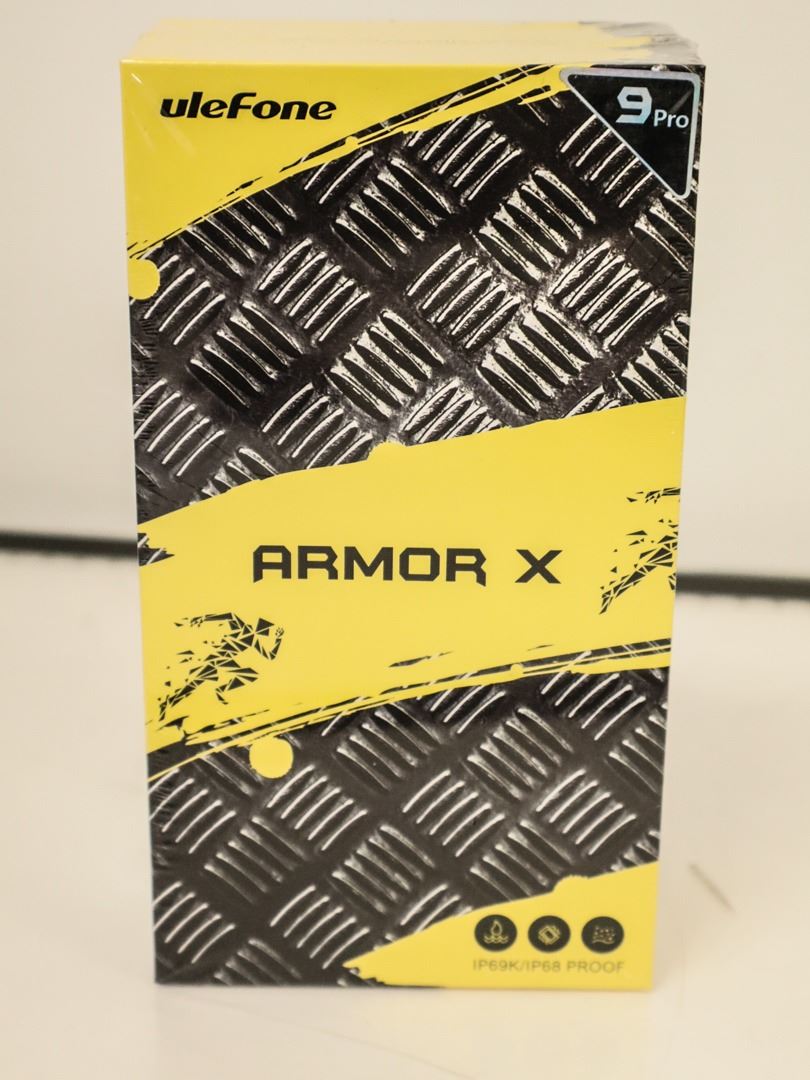 uleFone
9 Pro
ARMOR X
IP69K/IP68 PROOF